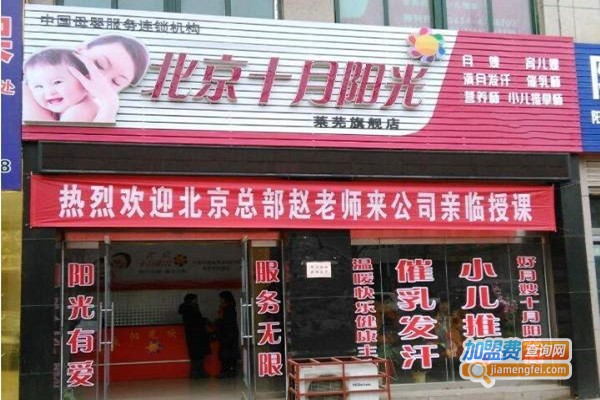 中国母婴服务连锁机构
北京十月阳光
莱芜旗舰店
月嫂 育儿嫂
满月发汗 催乳师
营养师 小儿推拿师
热烈欢迎北京总部赵老师来公司亲临授课
阳光有爱
服务无限
温暖快乐健康主
催乳发汗
小儿推
好月嫂十月阳
处
8
加盟费查询网
jiamengfei.com